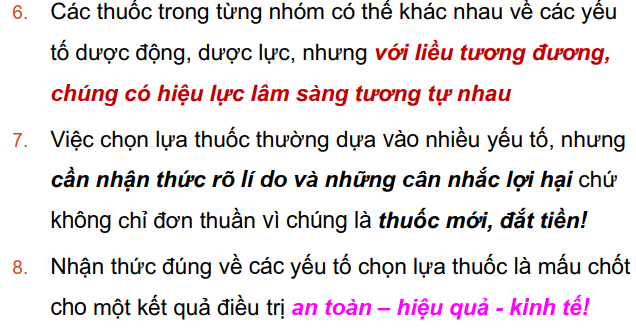 6. Các thuốc trong từng nhóm có thể khác nhau về các yếu
tố dược động, dược lực, nhưng với liều tương đương,
chúng có hiệu lực lâm sàng tương tự nhau
7. Việc chọn lựa thuốc thường dựa vào nhiều yếu tố, nhưng
cần nhận thức rõ lí do và những cân nhắc lợi hại chứ
không chỉ đơn thuần vì chúng là thuốc mới, đắt tiền!
8. Nhận thức đúng về các yếu tố chọn lựa thuốc là mấu chốt
cho một kết quả điều trị an toàn – hiệu quả - kinh tế!